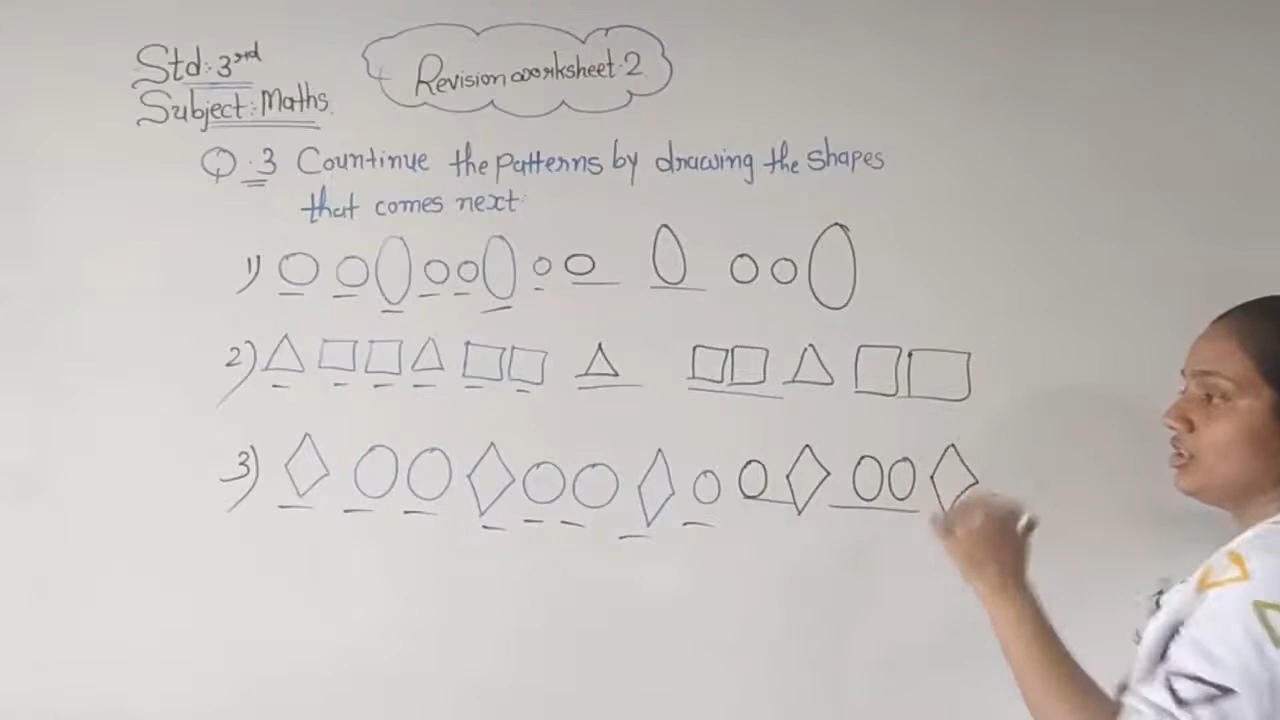 Std: 3rd
Subject: Maths.
Revision worksheet-2
Q.3 Countinue the patterns by drawing the shapes
that comes next.
1)
2)
3)